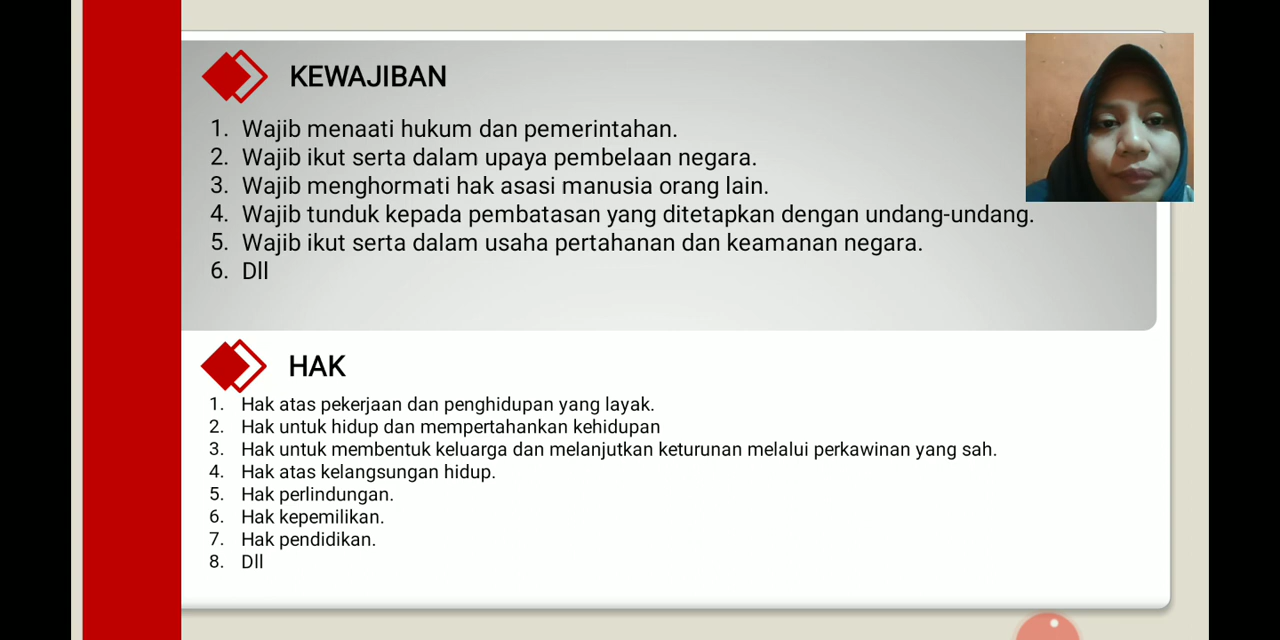 KEWAJIBAN
1. Wajib menaati hukum dan pemerintahan.
2. Wajib ikut serta dalam upaya pembelaan negara.
3. Wajib menghormati hak asasi manusia orang lain.
4. Wajib tunduk kepada pembatasan yang ditetapkan dengan undang-undang.
5. Wajib ikut serta dalam usaha pertahanan dan keamanan negara.
6. Dll
HAK
1. Hak atas pekerjaan dan penghidupan yang layak.
2. Hak untuk hidup dan mempertahankan kehidupan
3. Hak untuk membentuk keluarga dan melanjutkan keturunan melalui perkawinan yang sah.
4. Hak atas kelangsungan hidup.
5. Hak perlindungan.
6. Hak kepemilikan.
7. Hak pendidikan.
8. Dll